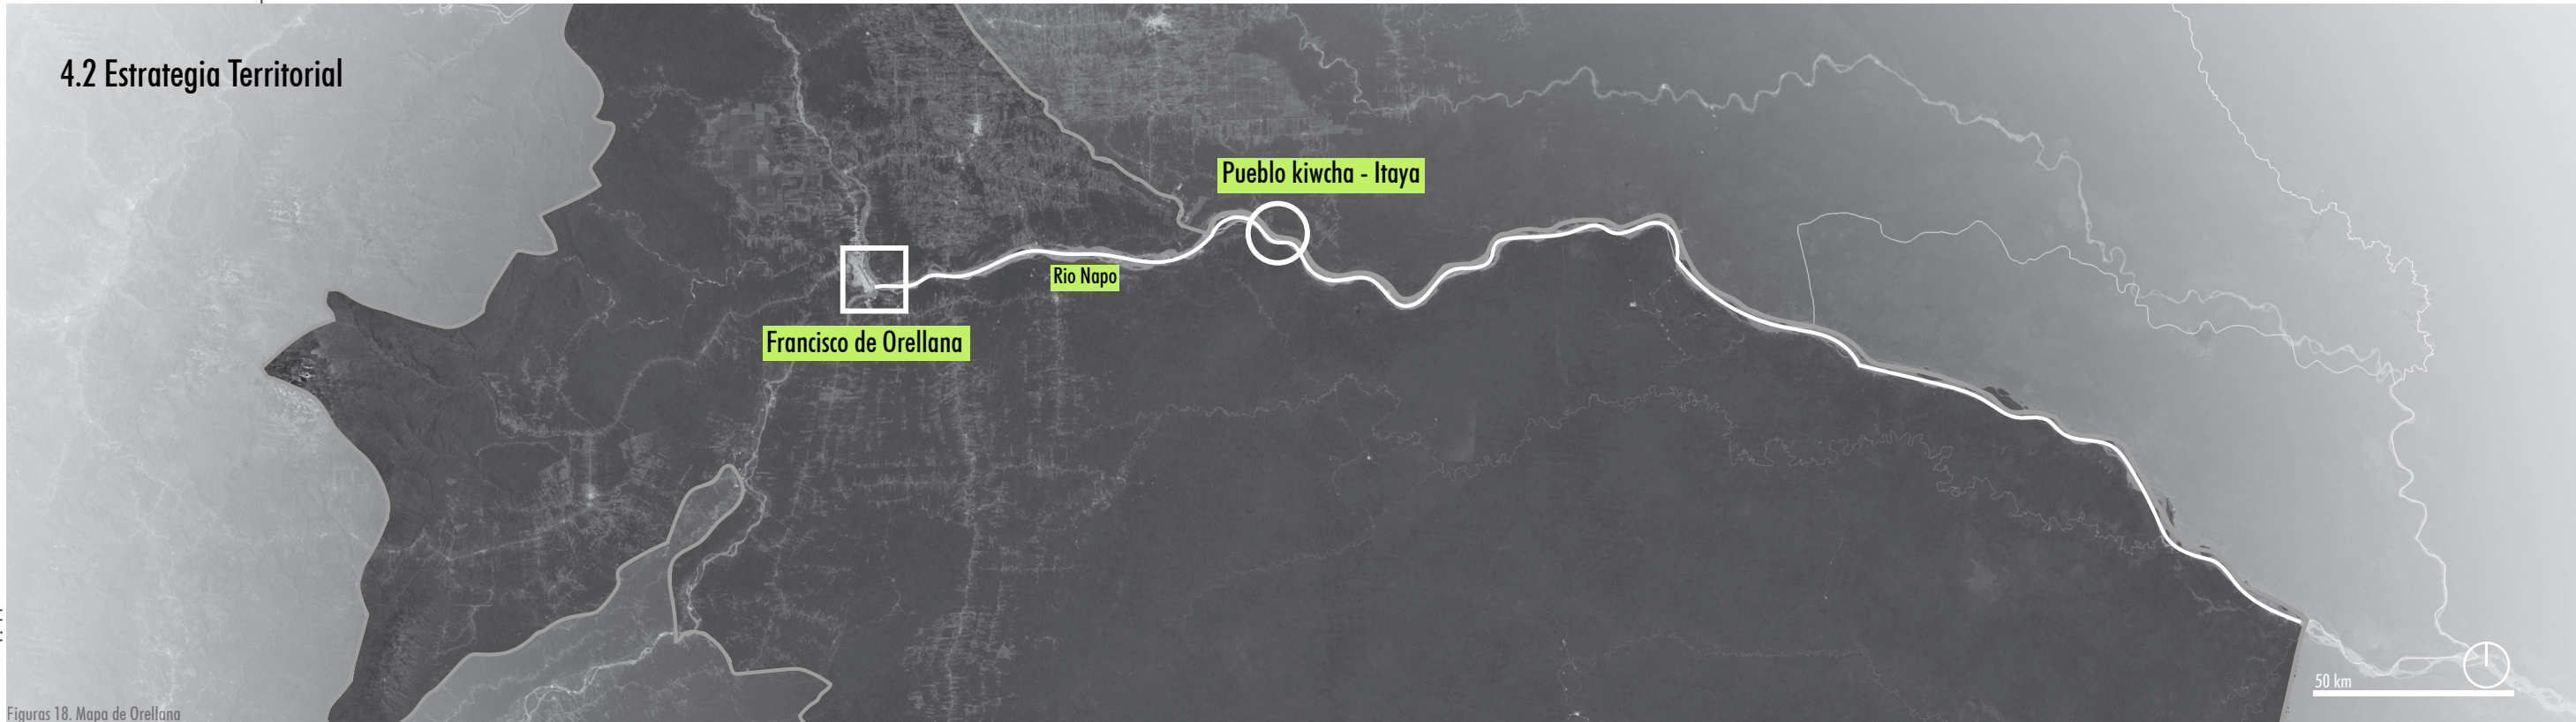 4.2 Estrategia Territorial
Pueblo kiwcha - Itaya
Rio Napo
Francisco de Orellana
50 km
Figuras 18. Mapa de Orellana